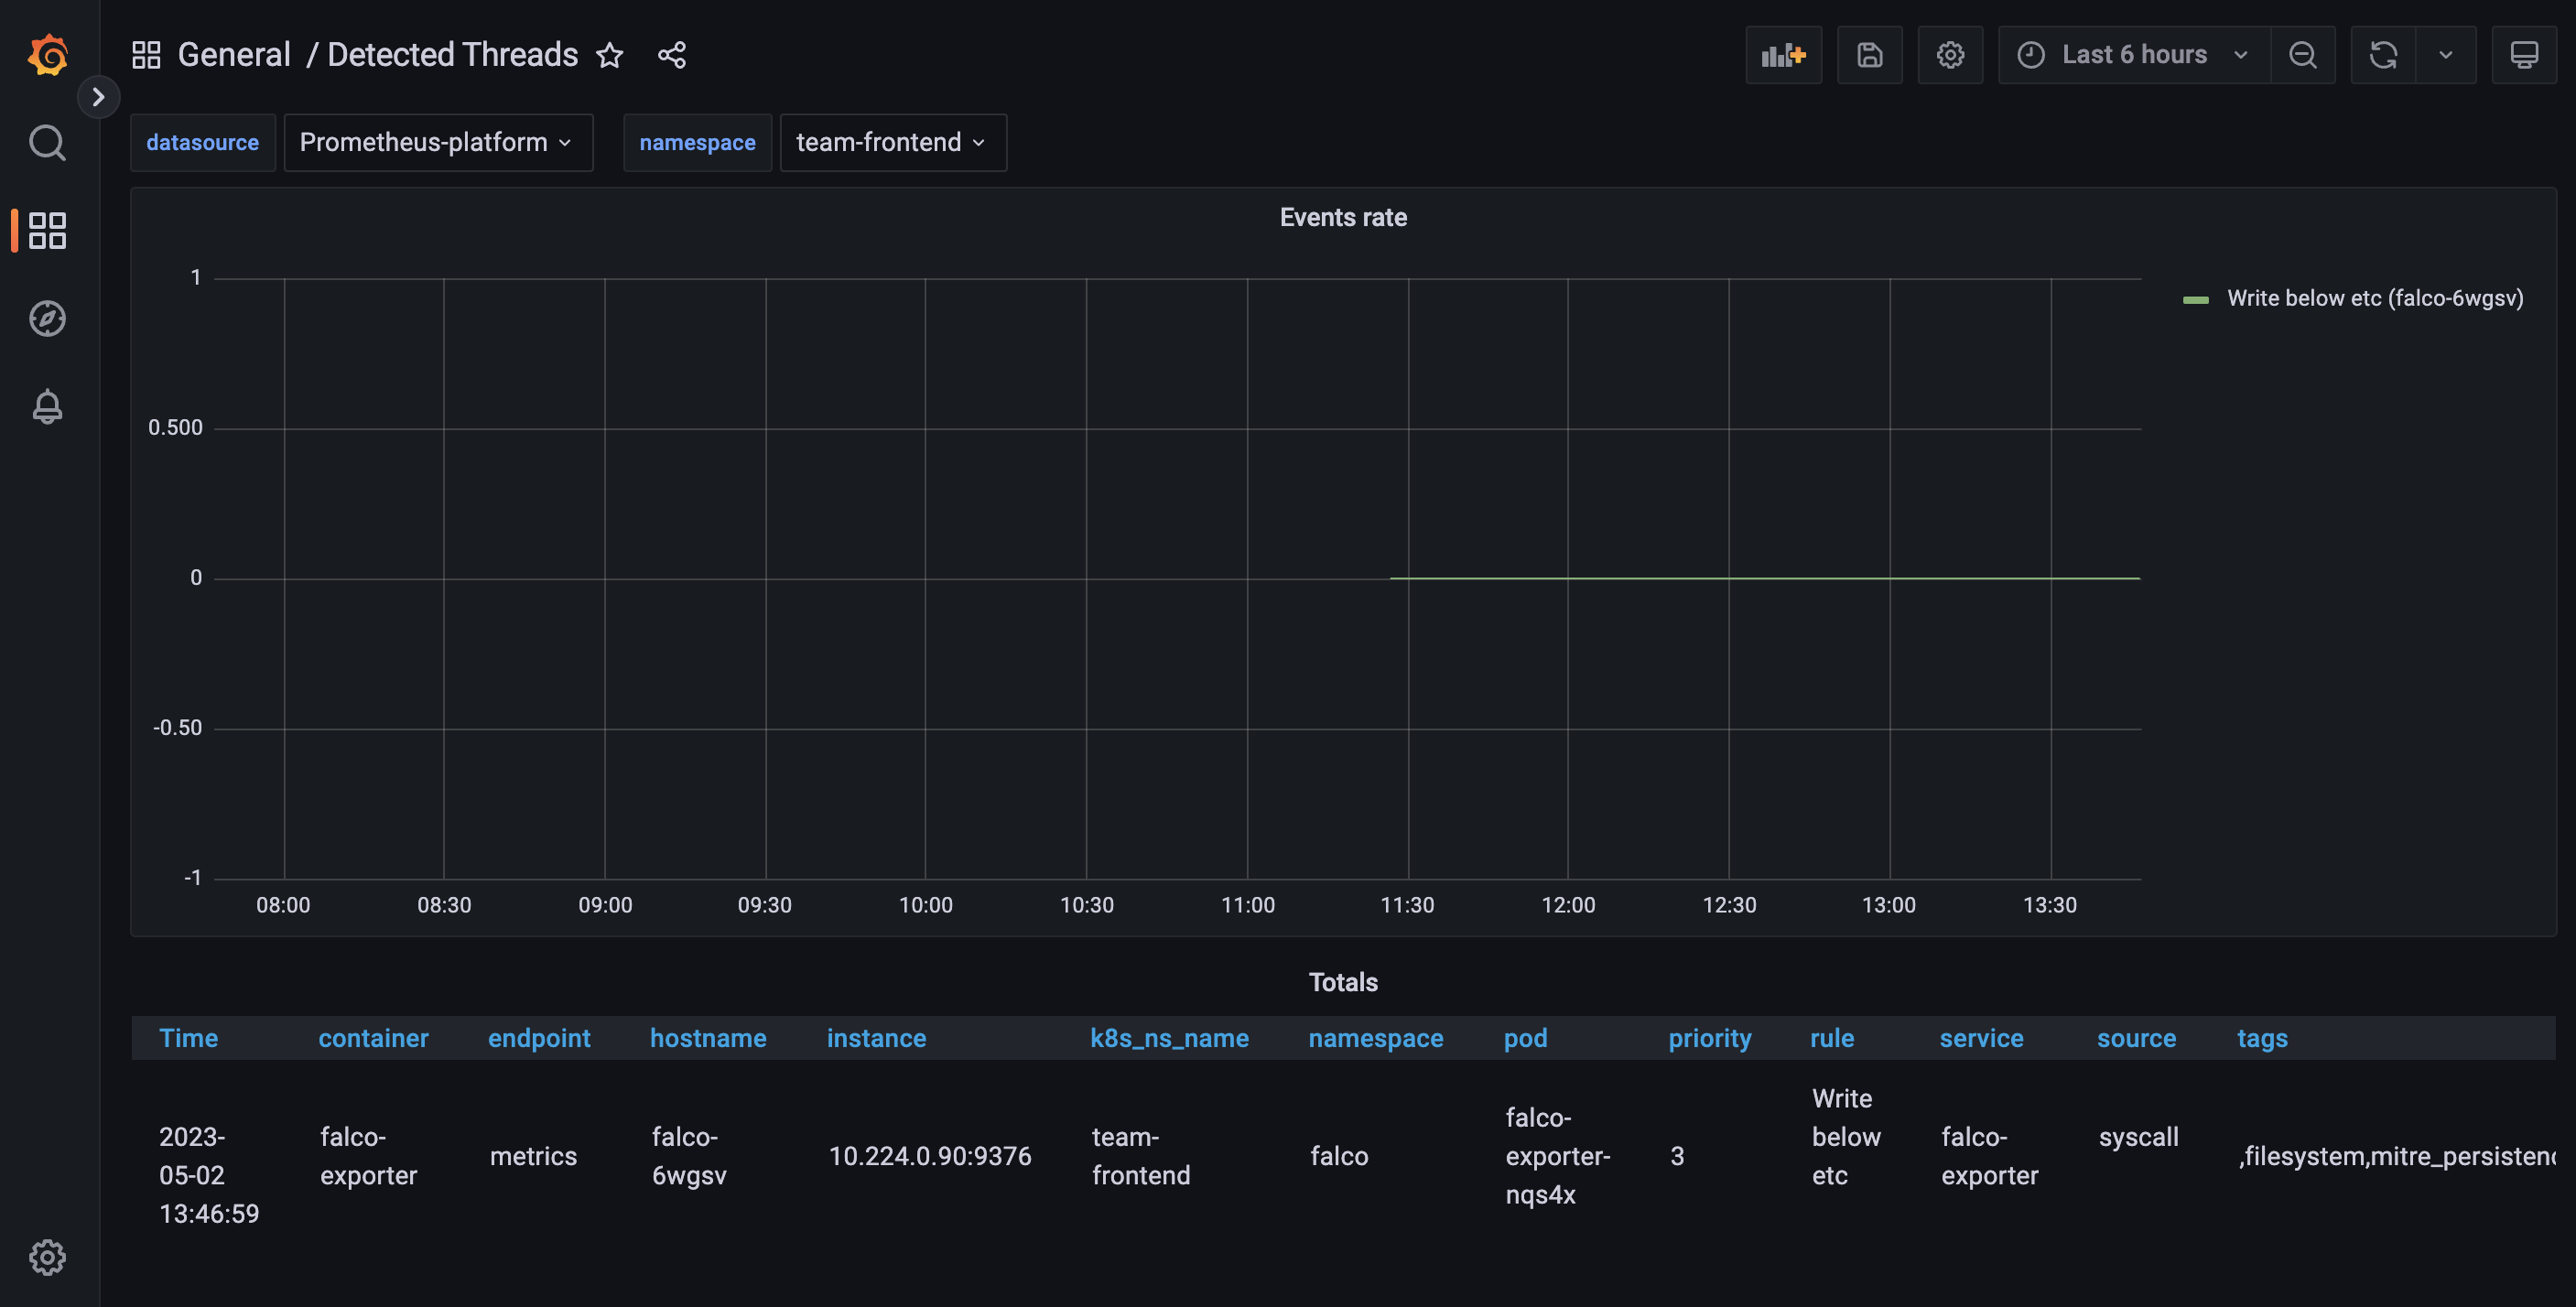 General / Detected Threads
Last 6 hours
datasource Prometheus-platform namespace team-frontend
Events rate
1
0.500
0
-0.50
-1
08:00 08:30 09:00 09:30 10:00 10:30 11:00 11:30 12:00 12:30 13:00 13:30
Write below etc (falco-6wgsv)
Totals
Time container endpoint hostname instance k8s_ns_name namespace pod priority rule service source tags
2023-
05-02
13:46:59
falco-
exporter
metrics
falco-
6wgsv
10.224.0.90:9376
team-
frontend
falco
falco-
exporter-
nqs4x
3
Write
below
etc
falco-
exporter
syscall
,filesystem,mitre_persistenc